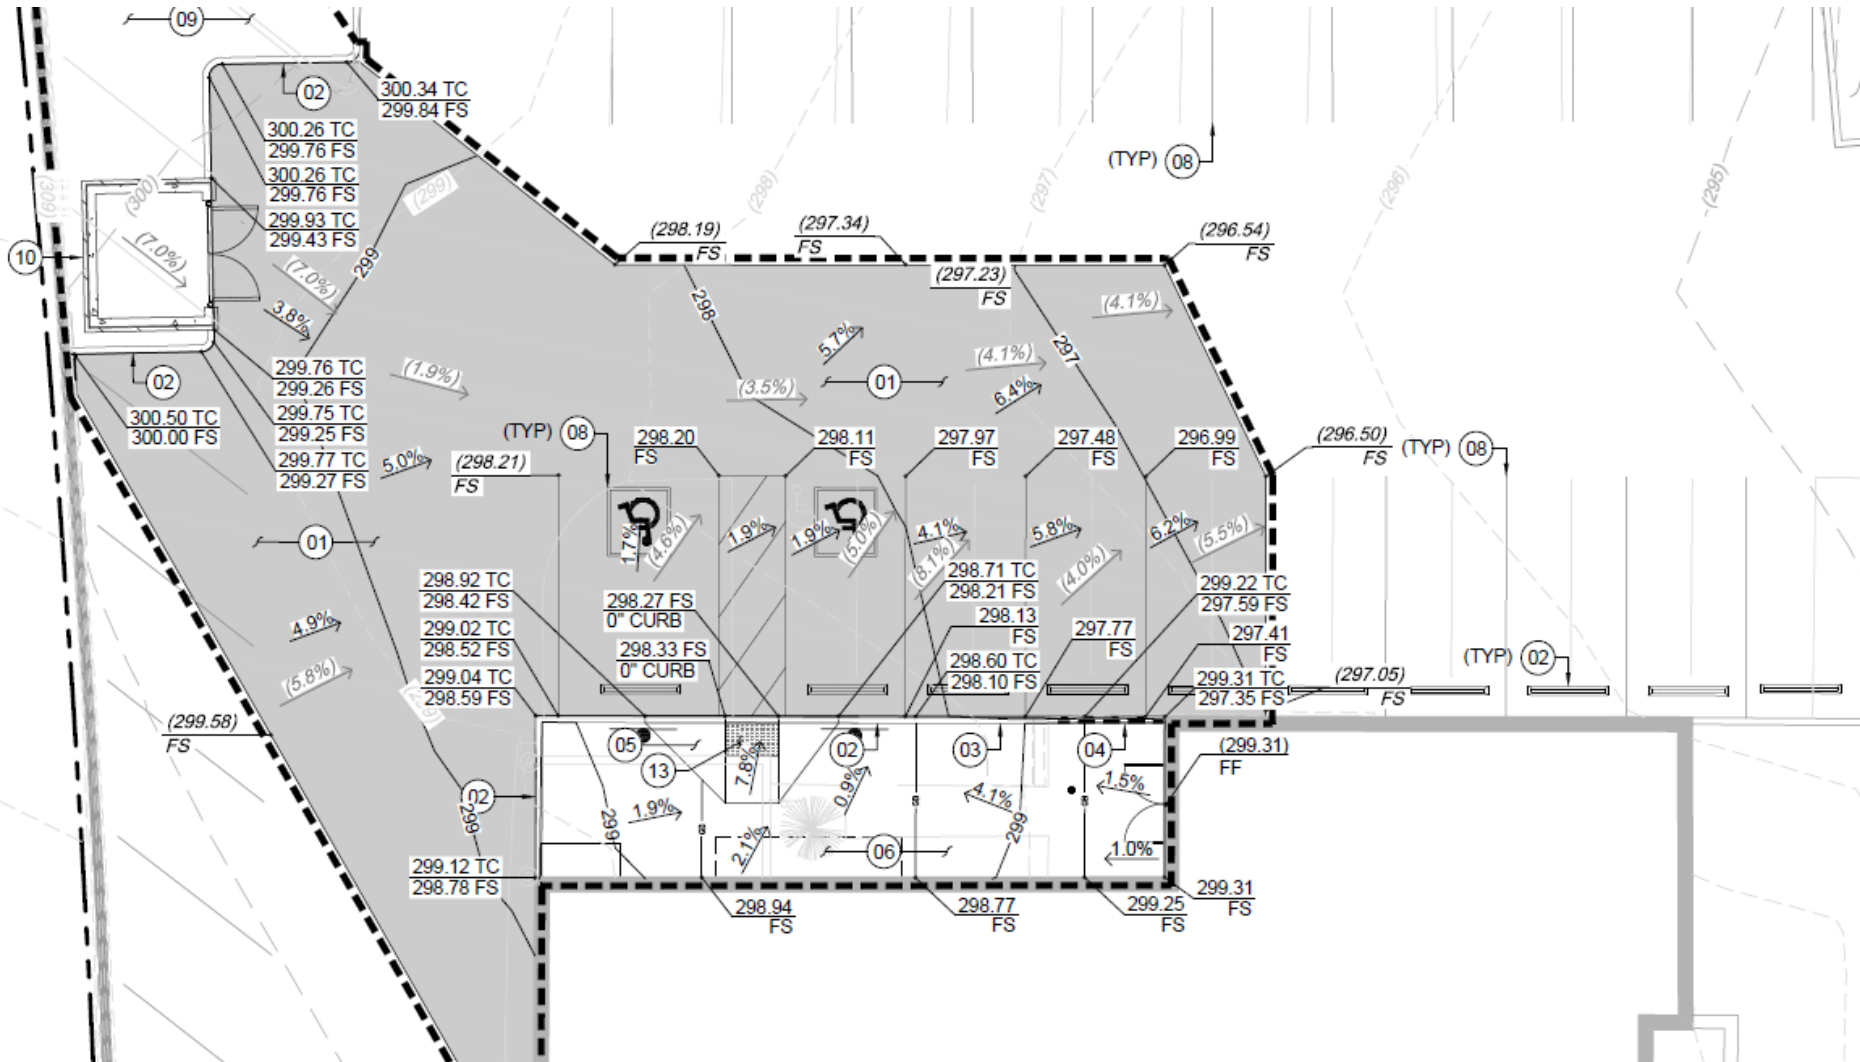 09
02
300.34 TC
299.84 FS
300.26 TC
299.76 FS
300.26 TC
299.76 FS
299.93 TC
299.43 FS
(300)
(299)
(298)
(297)
(296)
(295)
(TYP) 08
10
(7.0%)
(7.0%)
3.8%
299
(298.19)
FS
(297.34)
FS
(297.23)
FS
(296.54)
FS
298
297
5.7%
(4.1%)
(4.1%)
(3.5%)
6.4%
01
(1.9%)
02
300.50 TC
300.00 FS
299.76 TC
299.26 FS
299.75 TC
299.25 FS
299.77 TC
299.27 FS
5.0%
(298.21)
FS
(TYP) 08
298.20
FS
298.11
FS
297.97
FS
297.48
FS
296.99
FS
(296.50)
FS
(TYP) 08
01
1.7%
(4.6%)
1.9%
1.9%
(5.0%)
4.1%
(8.1%)
5.8%
(4.0%)
6.2%
(5.5%)
4.9%
(5.8%)
298.92 TC
298.42 FS
299.02 TC
298.52 FS
299.04 TC
298.59 FS
298.27 FS
0" CURB
298.33 FS
0" CURB
298.71 TC
298.21 FS
298.13
FS
298.60 TC
298.10 FS
297.77
FS
299.22 TC
297.59 FS
297.41
FS
299.31 TC
297.35 FS
(297.05)
FS
(TYP) 02
(299.58)
FS
05
13
7.8%
02
03
04
(299.31)
FF
02
299
299
1.9%
2.1%
0.9%
06
4.1%
299
1.5%
1.0%
299.12 TC
298.78 FS
298.94
FS
298.77
FS
299.25
FS
299.31
FS